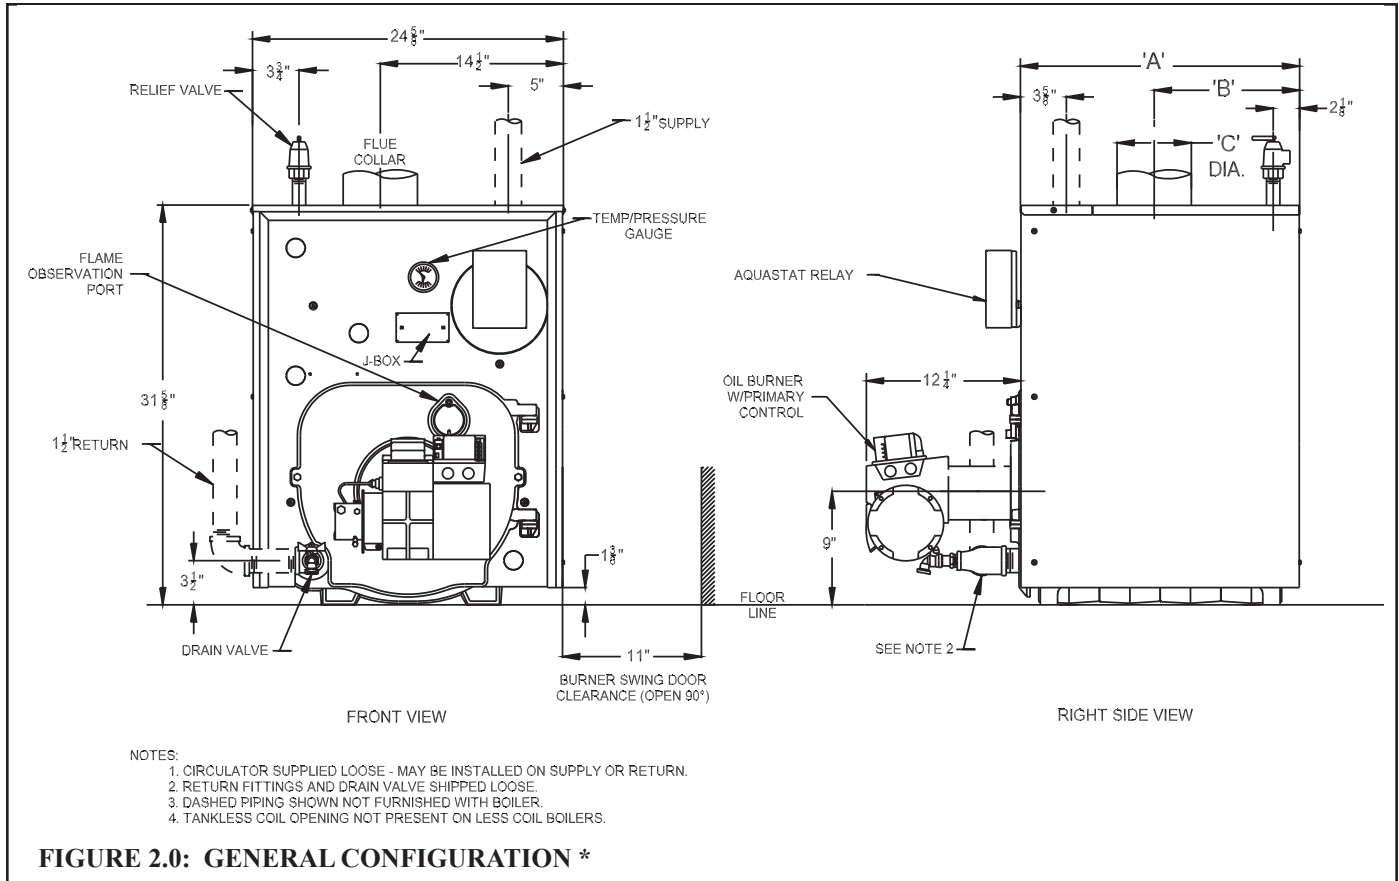 24 5/8"
3 3/4"
14 1/2"
5"
RELIEF VALVE
1 1/2" SUPPLY
FLUE
COLLAR
TEMP/PRESSURE
GAUGE
FLAME
OBSERVATION
PORT
J-BOX
31 5/8"
1 1/2" RETURN
3 1/2"
1 3/8"
DRAIN VALVE
FLOOR
LINE
11"
BURNER SWING DOOR
CLEARANCE (OPEN 90°)
FRONT VIEW
'A'
3 5/8"
'B'
2 1/8"
'C'
DIA.
AQUASTAT RELAY
12 1/4"
OIL BURNER
W/PRIMARY
CONTROL
9"
SEE NOTE 2
RIGHT SIDE VIEW
NOTES:
1. CIRCULATOR SUPPLIED LOOSE - MAY BE INSTALLED ON SUPPLY OR RETURN.
2. RETURN FITTINGS AND DRAIN VALVE SHIPPED LOOSE.
3. DASHED PIPING SHOWN NOT FURNISHED WITH BOILER.
4. TANKLESS COIL OPENING NOT PRESENT ON LESS COIL BOILERS.
FIGURE 2.0: GENERAL CONFIGURATION *